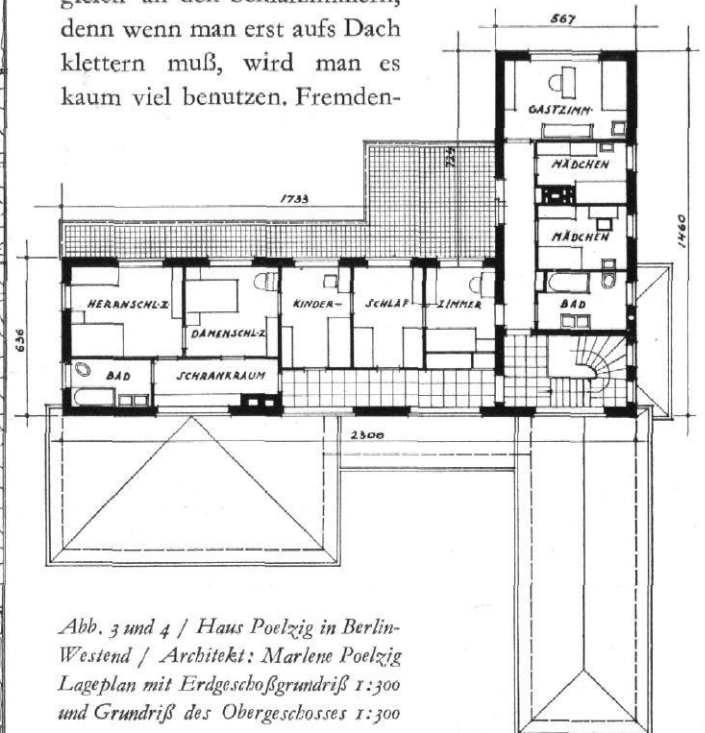 gleich an den Schlafzimmern,
denn wenn man erst aufs Dach
klettern muß, wird man es
kaum viel benutzen. Fremden-
567
GASTZIMM.
724
MÄDCHEN
1733
MÄDCHEN
1460
HERRNSCHL-Z
DAMENSCHL-Z
KINDER-
SCHLAF
ZIMMER
BAD
636
BAD
SCHRANKRAUM
2300
Abb. 3 und 4 / Haus Poelzig in Berlin-
Westend / Architekt: Marlene Poelzig
Lageplan mit Erdgeschoßgrundriß 1:300
und Grundriß des Obergeschosses 1:300